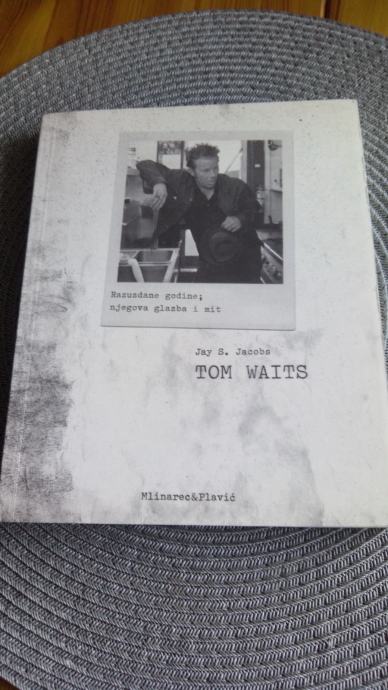 Razuzdane godine;
njegova glazba i mit
Jay S. Jacobs
TOM WAITS
Mlinarec&Plavić